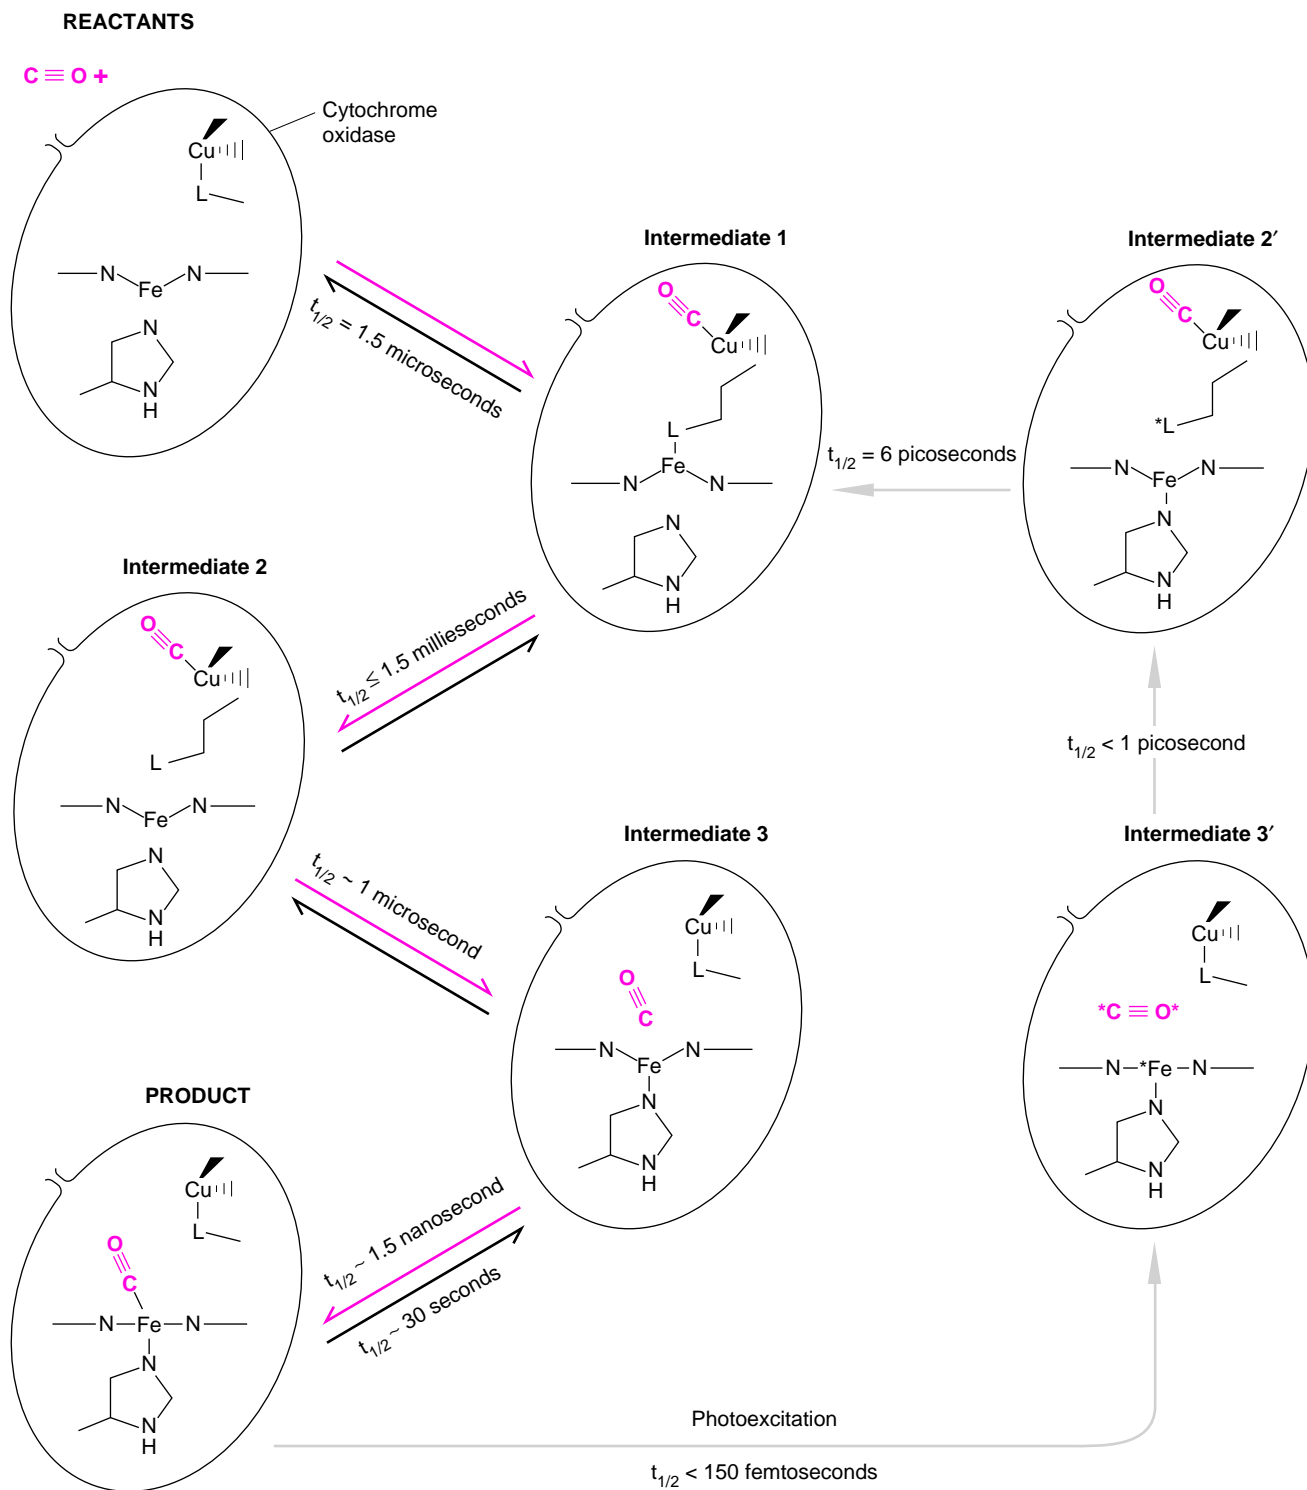 REACTANTS
C ≡ O +
Cytochrome
oxidase
Cu
L
N Fe N
N
N
H
t1/2 = 1.5 microseconds
Intermediate 1
O
C
Cu
L
Fe
N N
N
N
H
t1/2 = 6 picoseconds
Intermediate 2′
O
C
Cu
*L
N Fe N
N
N
H
Intermediate 2
O
C
Cu
L
N Fe N
N
N
H
t1/2 ≤ 1.5 millieseconds
t1/2 < 1 picosecond
t1/2 ~ 1 microsecond
Intermediate 3
Cu
L
O
C
N Fe N
N
N
H
Intermediate 3′
Cu
L
*C ≡ O*
N *Fe N
N
N
H
PRODUCT
Cu
L
O
C
N Fe N
N
N
H
t1/2 ~ 1.5 nanosecond
t1/2 ~ 30 seconds
Photoexcitation
t1/2 < 150 femtoseconds